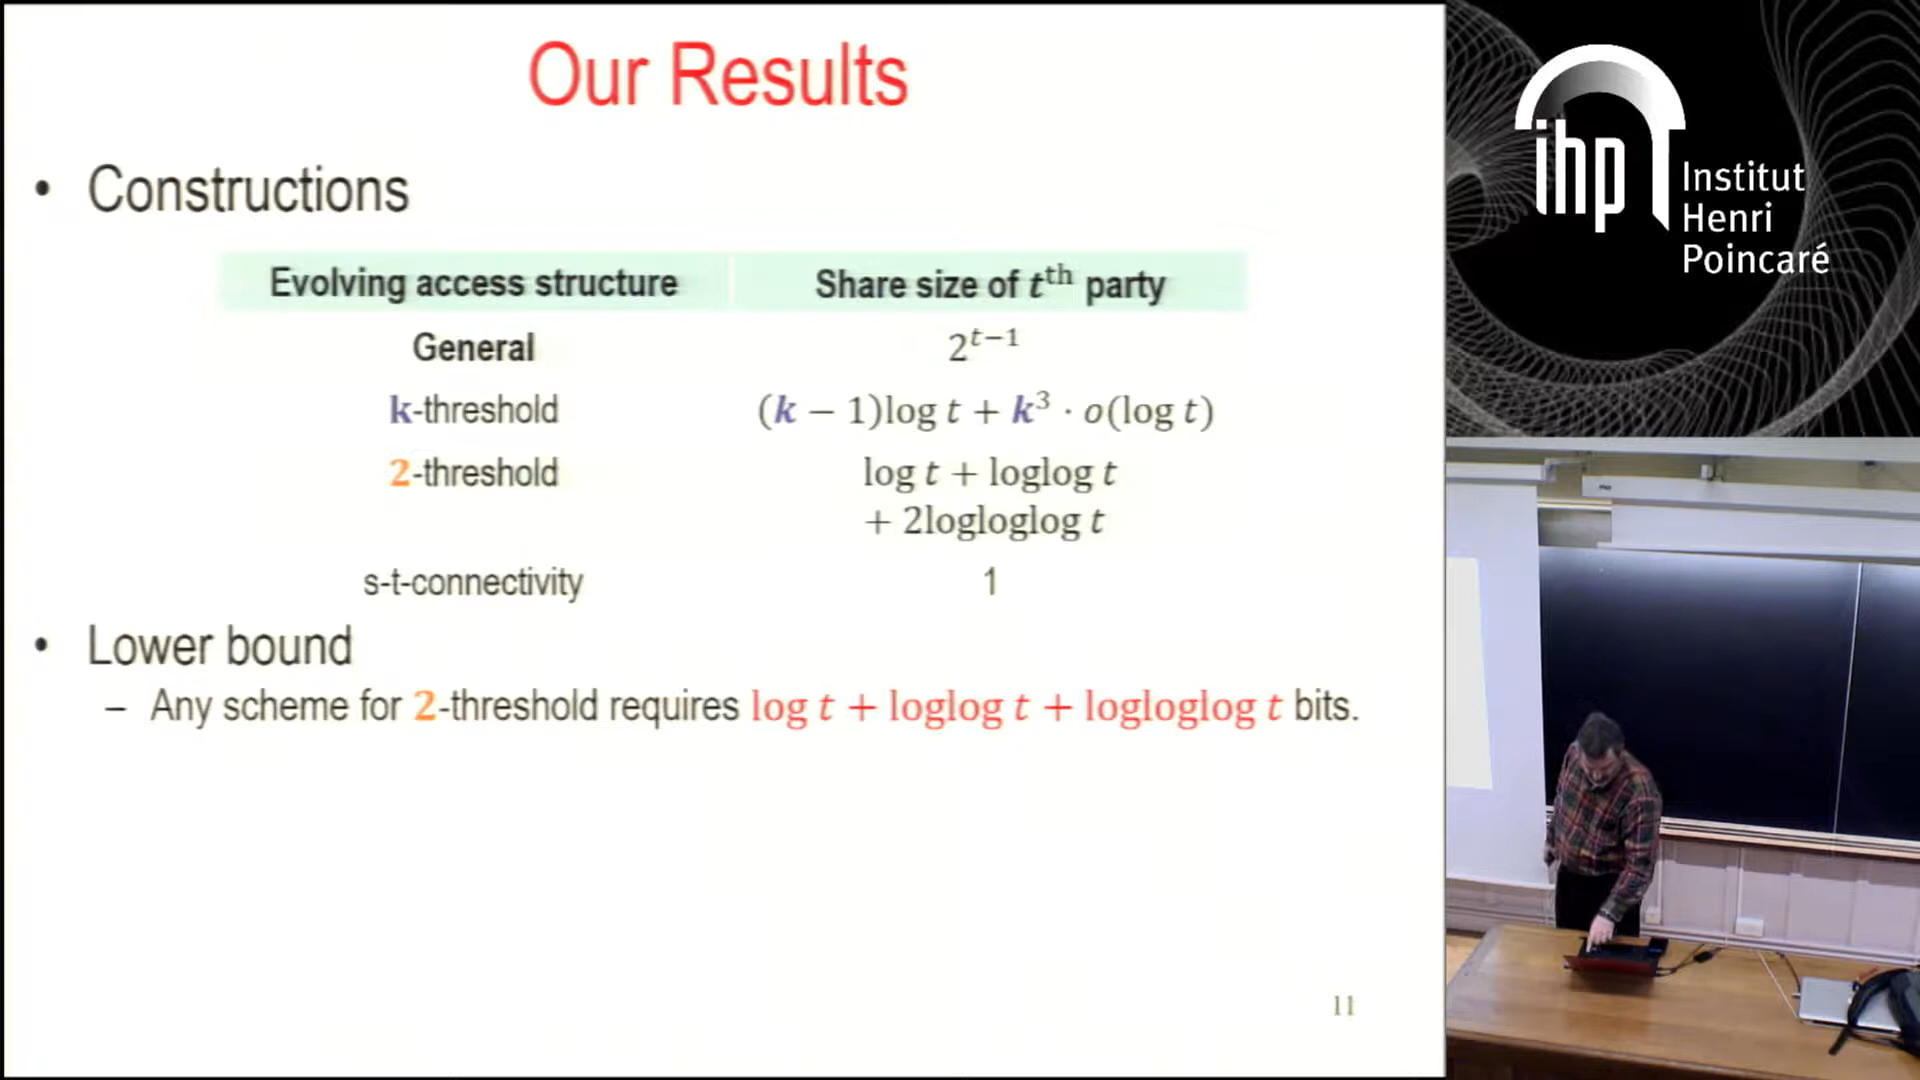 Our Results
• Constructions
Evolving access structure Share size of tᵗʰ party
General 2ᵗ⁻¹
k-threshold (k − 1)log t + k³ · o(log t)
2-threshold log t + loglog t
+ 2logloglog t
s-t-connectivity 1
• Lower bound
– Any scheme for 2-threshold requires log t + loglog t + logloglog t bits.
11
ihp Institut
Henri
Poincaré